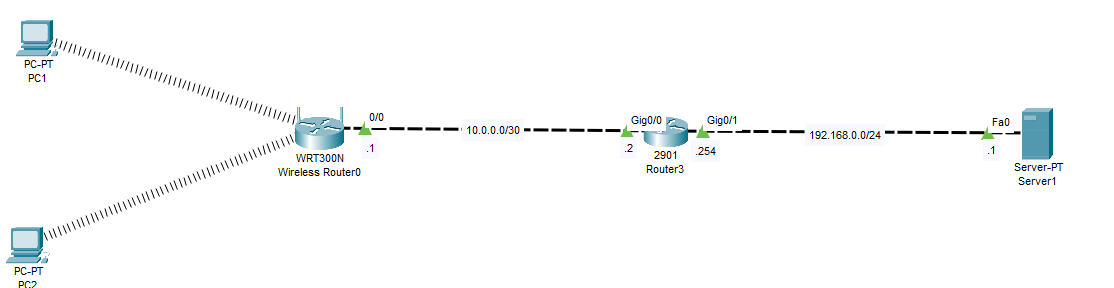 PC-PT
PC1
0/0
.1
WRT300N
Wireless Router0
10.0.0.0/30
Gig0/0
.2
Gig0/1
.254
2901
Router3
192.168.0.0/24
Fa0
.1
Server-PT
Server1
PC-PT
PC2